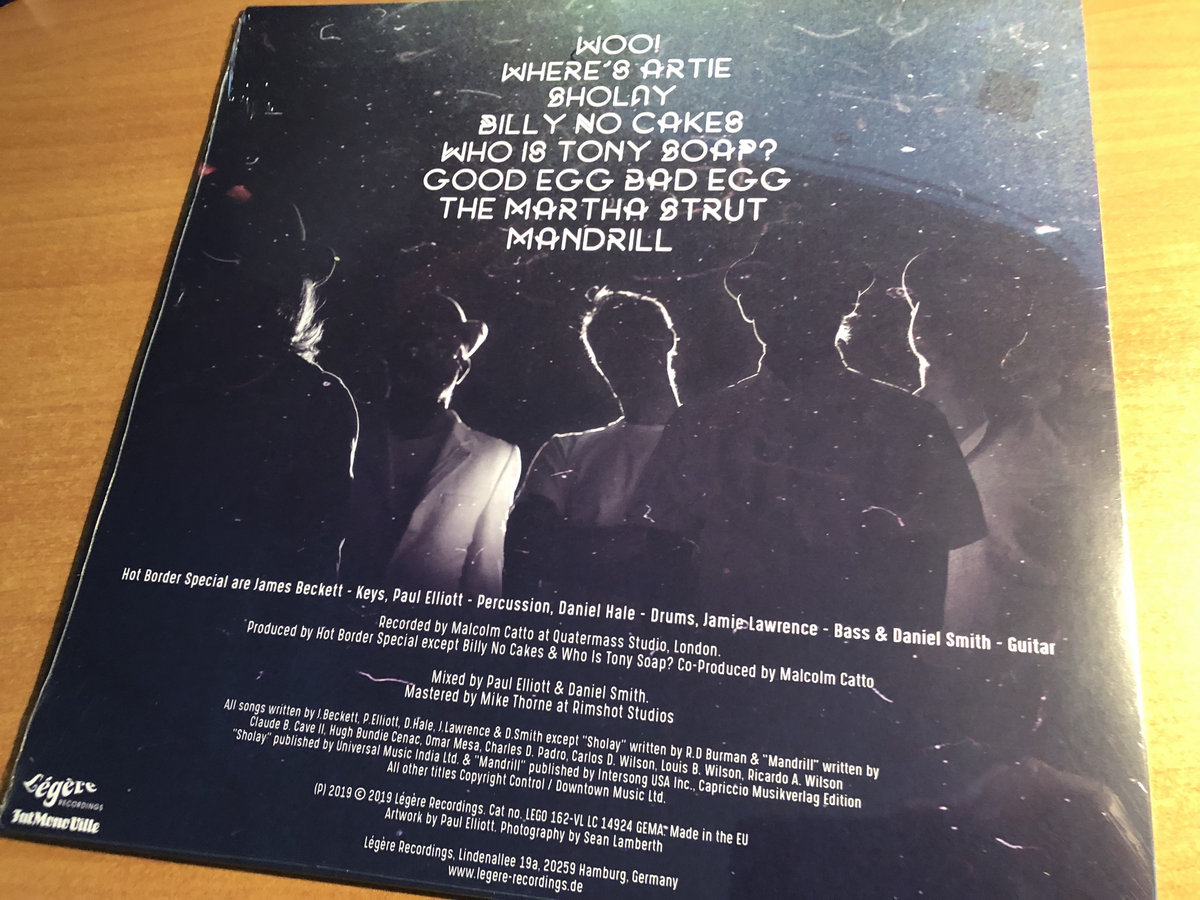 WOO!
WHERE'S ARTIE
SHOLAY
BILLY NO CAKES
WHO IS TONY SOAP?
GOOD EGG BAD EGG
THE MARTHA STRUT
MANDRILL
Hot Border Special are James Beckett - Keys, Paul Elliott - Percussion, Daniel Hale - Drums, Jamie Lawrence - Bass & Daniel Smith - Guitar
Recorded by Malcolm Catto at Quatermass Studio, London.
Produced by Hot Border Special except Billy No Cakes & Who Is Tony Soap? Co-Produced by Malcolm Catto
Mixed by Paul Elliott & Daniel Smith.
Mastered by Mike Thorne at Rimshot Studios
All songs written by J.Beckett, P.Elliott, D.Hale, J.Lawrence & D.Smith except "Sholay" written by R.D Burman & "Mandrill" written by
Claude B. Cave II, Hugh Bundie Cenac, Omar Mesa, Charles D. Padro, Carlos D. Wilson, Louis B. Wilson, Ricardo A. Wilson
"Sholay" published by Universal Music India Ltd. & "Mandrill" published by Intersong USA Inc., Capriccio Musikverlag Edition
All other titles Copyright Control / Downtown Music Ltd.
(P) 2019 © 2019 Légère Recordings. Cat no. LEGO 162-VL LC 14924 GEMA. Made in the EU
Artwork by Paul Elliott, Photography by Sean Lamberth
Légère Recordings, Lindenallee 19a, 20259 Hamburg, Germany
www.legere-recordings.de
Légère
RECORDINGS